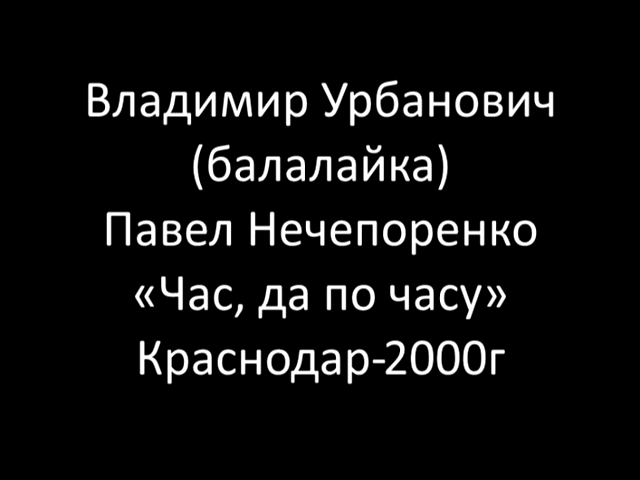 Владимир Урбанович
(балалайка)
Павел Нечепоренко
«Час, да по часу»
Краснодар-2000г